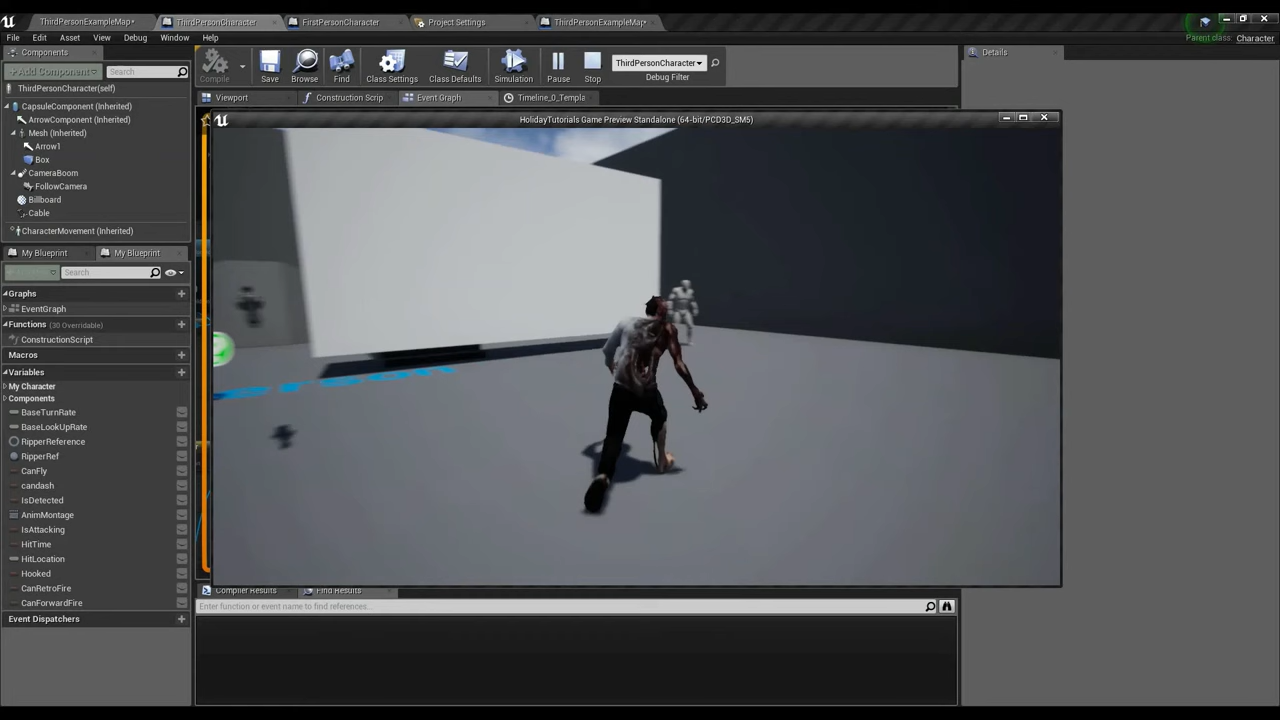 ThirdPersonExampleMap*
ThirdPersonCharacter
FirstPersonCharacter
Project Settings
ThirdPersonExampleMap*
File Edit Asset View Debug Window Help
Parent class: Character
Components
Details
Add Component
Search
Compile
Save
Browse
Find
Class Settings
Class Defaults
Simulation
Pause
Stop
ThirdPersonCharacter
Debug Filter
ThirdPersonCharacter(self)
Viewport
Construction Scrip
Event Graph
Timeline_0_Templa
CapsuleComponent (Inherited)
ArrowComponent (Inherited)
Mesh (Inherited)
Arrow1
Box
CameraBoom
FollowCamera
Billboard
Cable
CharacterMovement (Inherited)
HolidayTutorials Game Preview Standalone (64-bit/PCD3D_SM5)
My Blueprint
My Blueprint
Search
Graphs
EventGraph
Functions (30 Overridable)
ConstructionScript
Macros
Variables
My Character
Components
BaseTurnRate
BaseLookUpRate
RipperReference
RipperRef
CanFly
candash
IsDetected
AnimMontage
IsAttacking
HitTime
HitLocation
Hooked
CanRetroFire
CanForwardFire
Event Dispatchers
Compiler Results
Find Results
Enter function or event name to find references...